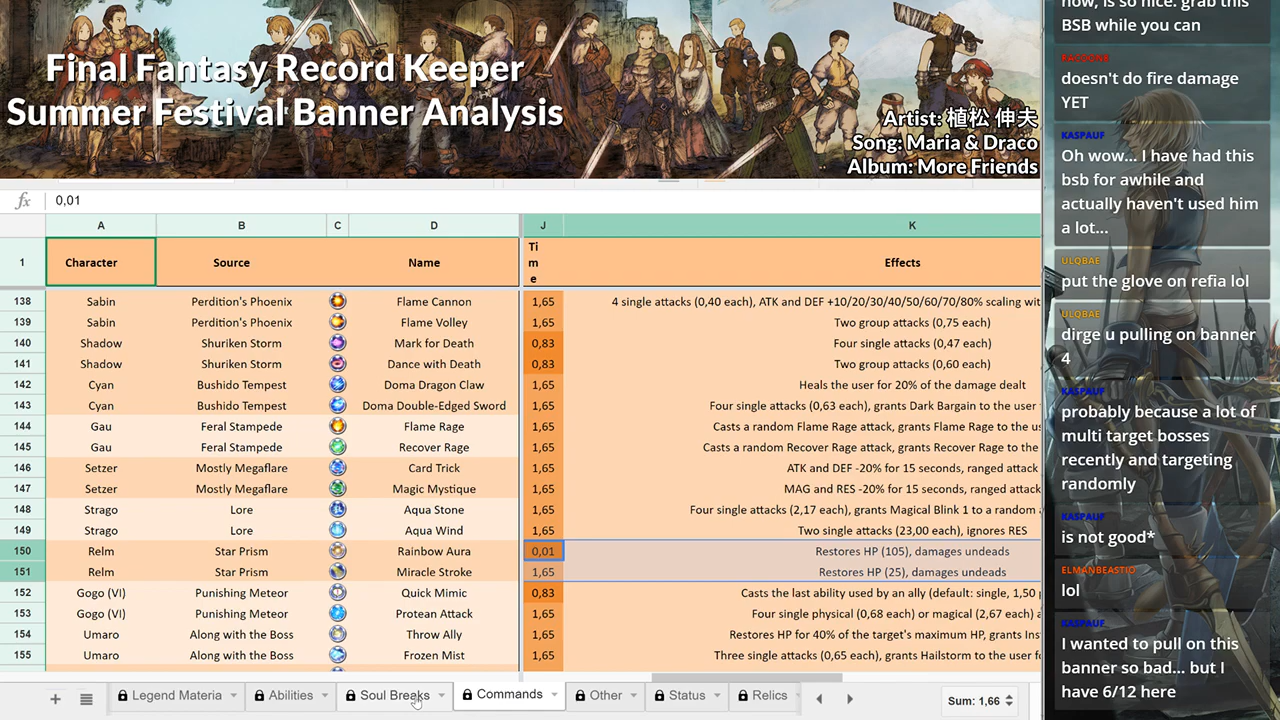 Final Fantasy Record Keeper
Summer Festival Banner Analysis
Artist: 植松 伸夫
Song: Maria & Draco
Album: More Friends
fx 0,01
A B C D J K
1 Character Source Name Time Effects
138 Sabin Perdition's Phoenix Flame Cannon 1,65 4 single attacks (0,40 each), ATK and DEF +10/20/30/40/50/60/70/80% scaling wit
139 Sabin Perdition's Phoenix Flame Volley 1,65 Two group attacks (0,75 each)
140 Shadow Shuriken Storm Mark for Death 0,83 Four single attacks (0,47 each)
141 Shadow Shuriken Storm Dance with Death 0,83 Two group attacks (0,60 each)
142 Cyan Bushido Tempest Doma Dragon Claw 1,65 Heals the user for 20% of the damage dealt
143 Cyan Bushido Tempest Doma Double-Edged Sword 1,65 Four single attacks (0,63 each), grants Dark Bargain to the user
144 Gau Feral Stampede Flame Rage 1,65 Casts a random Flame Rage attack, grants Flame Rage to the us
145 Gau Feral Stampede Recover Rage 1,65 Casts a random Recover Rage attack, grants Recover Rage to the
146 Setzer Mostly Megaflare Card Trick 1,65 ATK and DEF -20% for 15 seconds, ranged attack
147 Setzer Mostly Megaflare Magic Mystique 1,65 MAG and RES -20% for 15 seconds, ranged attack
148 Strago Lore Aqua Stone 1,65 Four single attacks (2,17 each), grants Magical Blink 1 to a random
149 Strago Lore Aqua Wind 1,65 Two single attacks (23,00 each), ignores RES
150 Relm Star Prism Rainbow Aura 0,01 Restores HP (105), damages undeads
151 Relm Star Prism Miracle Stroke 1,65 Restores HP (25), damages undeads
152 Gogo (VI) Punishing Meteor Quick Mimic 0,83 Casts the last ability used by an ally (default: single, 1,50
153 Gogo (VI) Punishing Meteor Protean Attack 1,65 Four single physical (0,68 each) or magical (2,67 each)
154 Umaro Along with the Boss Throw Ally 1,65 Restores HP for 40% of the target's maximum HP, grants Ins
155 Umaro Along with the Boss Frozen Mist 1,65 Three single attacks (0,65 each), grants Hailstorm to the user fo
+ Legend Materia Abilities Soul Breaks Commands Other Status Relics Sum: 1,66
now, is so nice. grab this
BSB while you can
doesn't do fire damage
YET
KASPAUF
Oh wow... I have had this
bsb for awhile and
actually haven't used him
a lot...
ULQBAE
put the glove on refia lol
ULQBAE
dirge u pulling on banner
4
KASPAUF
probably because a lot of
multi target bosses
recently and targeting
randomly
KASPAUF
is not good*
ELMANBEASTIO
lol
KASPAUF
I wanted to pull on this
banner so bad... but I
have 6/12 here